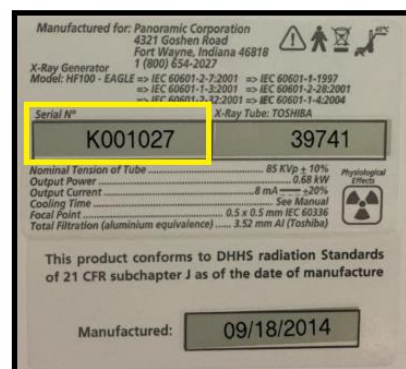 Manufactured for: Panoramic Corporation
4321 Goshen Road
Fort Wayne, Indiana 46818
1 (800) 654-2027
X-Ray Generator
Model: HF100 - EAGLE => IEC 60601-2-7:2001 => IEC 60601-1-1997
=> IEC 60601-1-3:2001 => IEC 60601-2-28:2001
=> IEC 60601-2-32:2001 => IEC 60601-1-4:2004
Serial Nº X-Ray Tube: TOSHIBA
K001027 39741
Nominal Tension of Tube ..... 85 KVp ± 10%
Output Power ..... 0.68 kW
Output Current ..... 8 mA ±20%
Cooling Time ..... See Manual
Focal Point ..... 0.5 x 0.5 mm IEC 60336
Total Filtration (aluminium equivalence) ..... 3.52 mm Al (Toshiba)
Physiological
Effects
This product conforms to DHHS radiation Standards
of 21 CFR subchapter J as of the date of manufacture
Manufactured: 09/18/2014